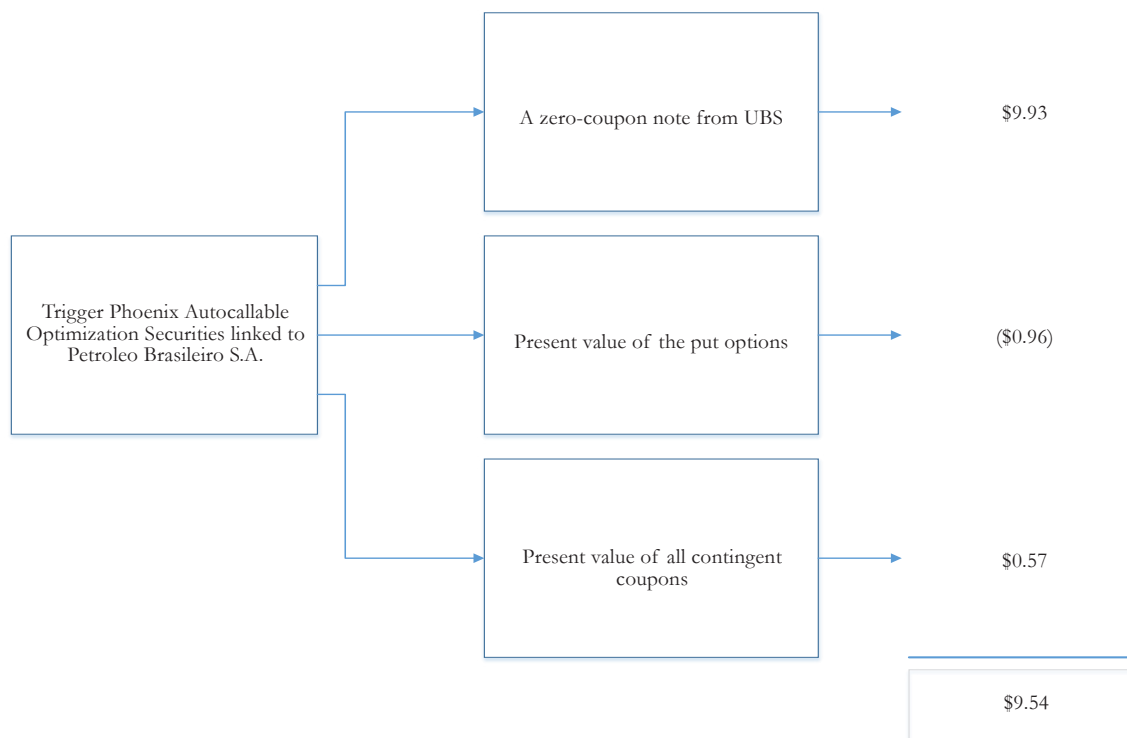 A zero-coupon note from UBS
$9.93
Trigger Phoenix Autocallable
Optimization Securities linked to
Petroleo Brasileiro S.A.
Present value of the put options
($0.96)
Present value of all contingent
coupons
$0.57
$9.54